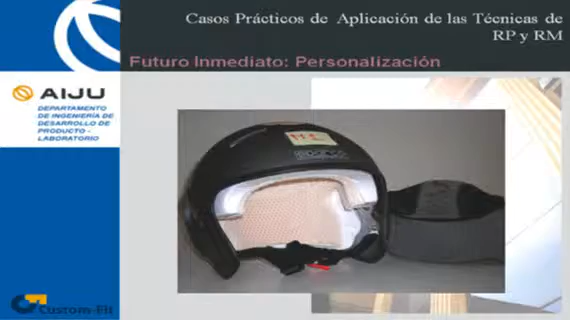 Casos Prácticos de Aplicación de las Técnicas de
RP y RM
Futuro Inmediato: Personalización
AIJU
DEPARTAMENTO
DE INGENIERÍA DE
DESARROLLO DE
PRODUCTO -
LABORATORIO
Custom-Fit